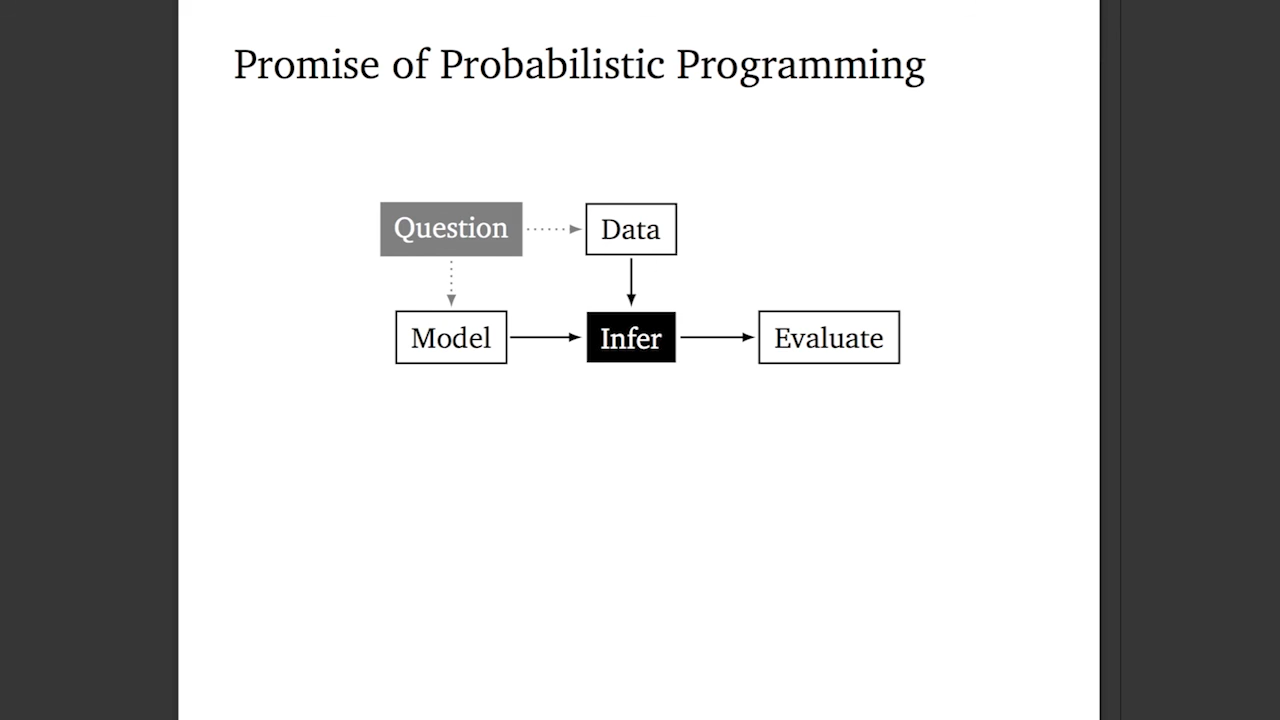 Promise of Probabilistic Programming
Question
Data
Model
Infer
Evaluate